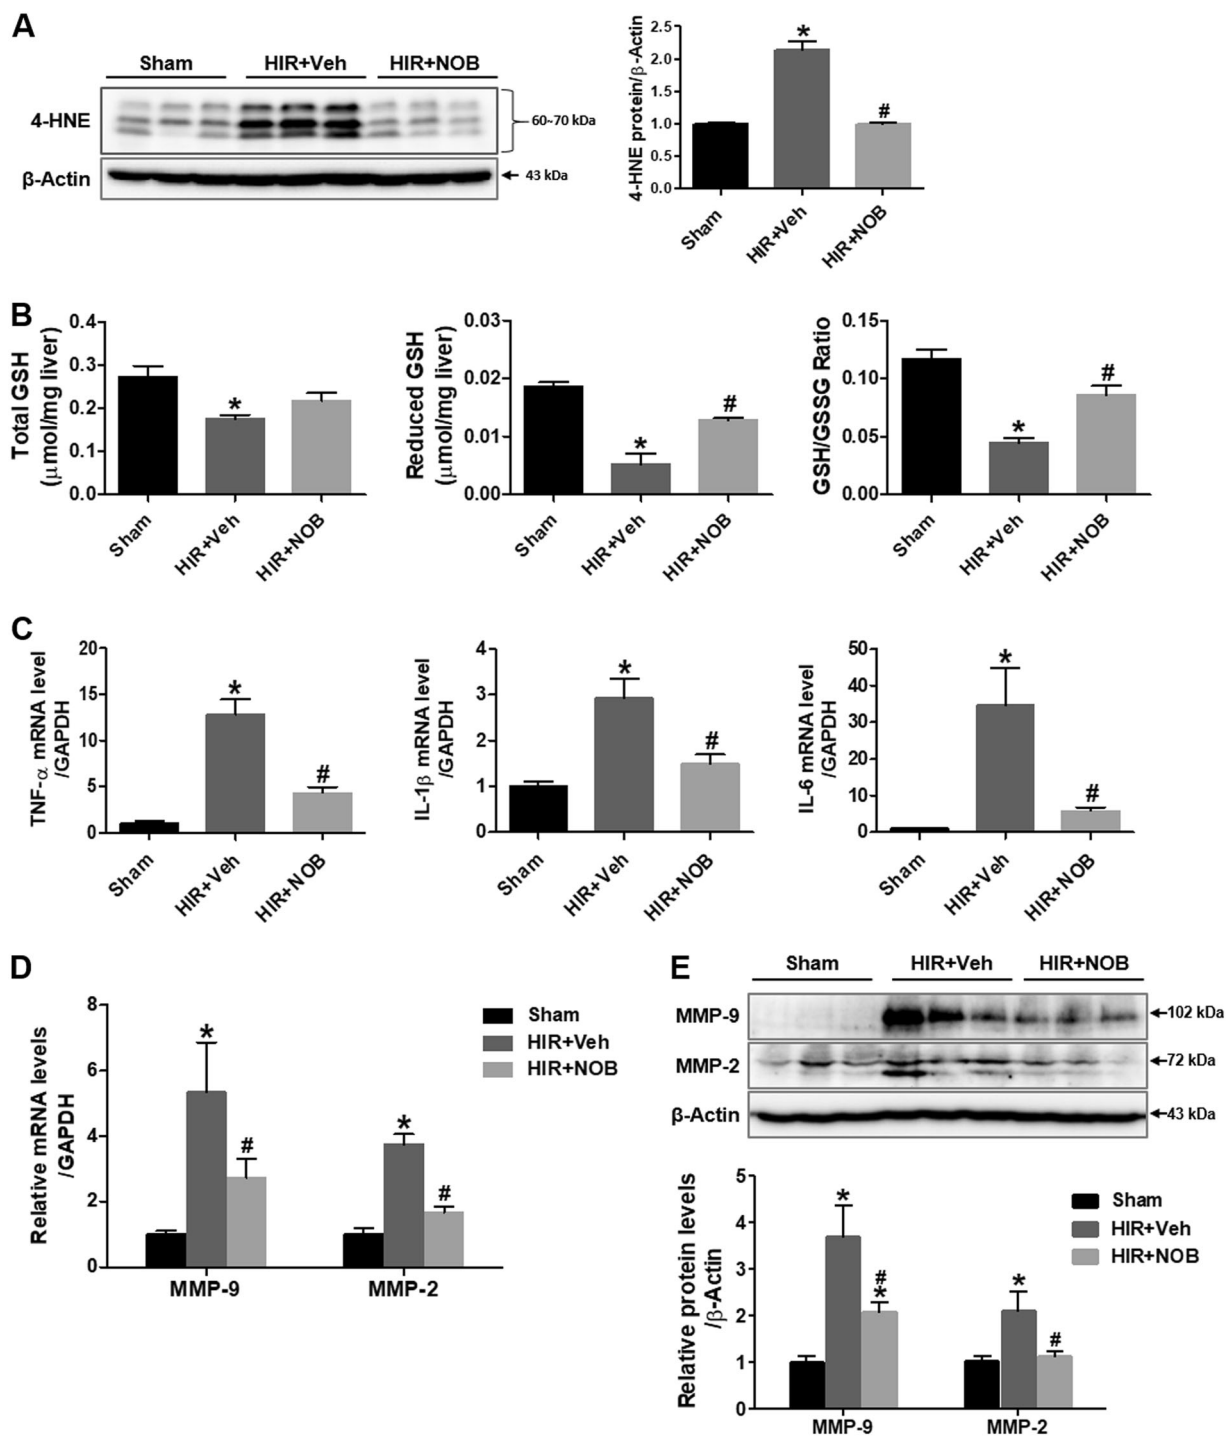 A
Sham HIR+Veh HIR+NOB
4-HNE
60~70 kDa
β-Actin
43 kDa
4-HNE protein/β-Actin
2.5
2.0
1.5
1.0
0.5
0.0
*
#
Sham
HIR+Veh
HIR+NOB
B
Total GSH
(μmol/mg liver)
0.4
0.3
0.2
0.1
0.0
*
Sham
HIR+Veh
HIR+NOB
Reduced GSH
(μmol/mg liver)
0.03
0.02
0.01
0.00
*
#
Sham
HIR+Veh
HIR+NOB
GSH/GSSG Ratio
0.15
0.10
0.05
0.00
*
#
Sham
HIR+Veh
HIR+NOB
C
TNF-α mRNA level
/GAPDH
20
15
10
5
0
*
#
Sham
HIR+Veh
HIR+NOB
IL-1β mRNA level
/GAPDH
4
3
2
1
0
*
#
Sham
HIR+Veh
HIR+NOB
IL-6 mRNA level
/GAPDH
50
40
30
20
10
0
*
#
Sham
HIR+Veh
HIR+NOB
D
Relative mRNA levels
/GAPDH
8
6
4
2
0
*
#
*
#
MMP-9 MMP-2
Sham
HIR+Veh
HIR+NOB
E
Sham HIR+Veh HIR+NOB
MMP-9
102 kDa
MMP-2
72 kDa
β-Actin
43 kDa
Relative protein levels
/β-Actin
5
4
3
2
1
0
*
#
*
*
#
MMP-9 MMP-2
Sham
HIR+Veh
HIR+NOB